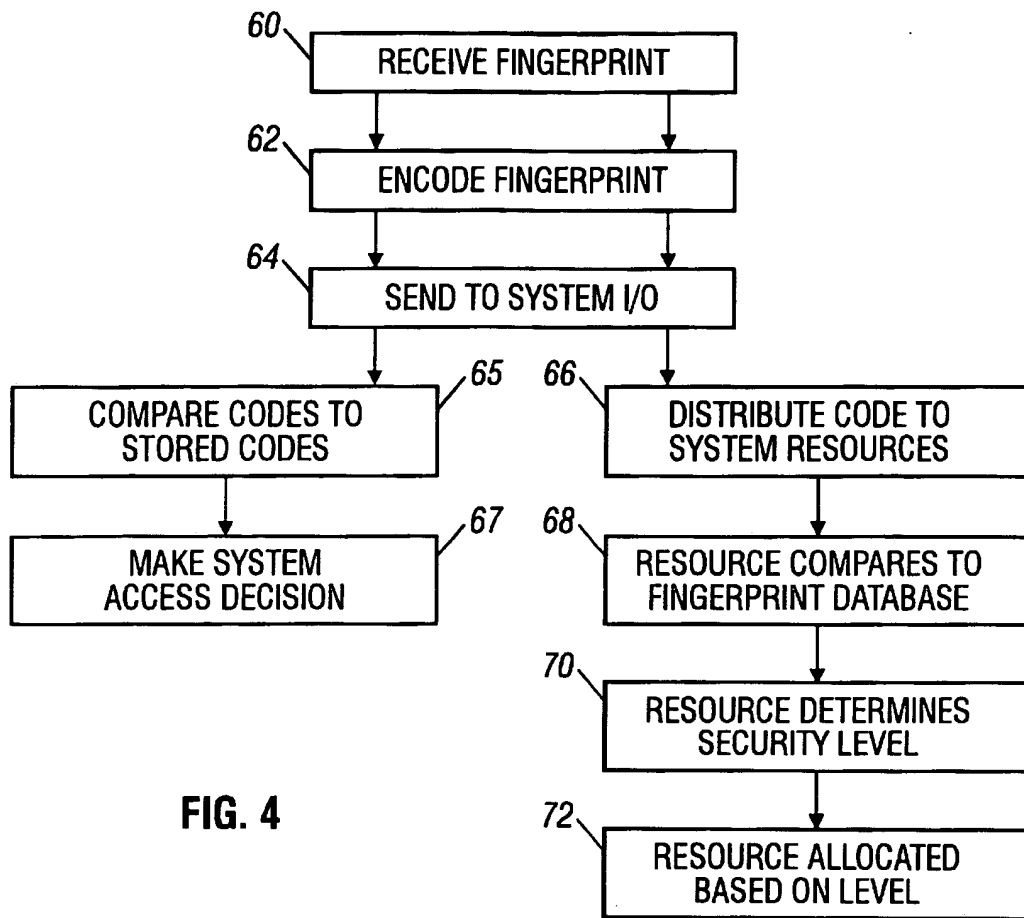 60
RECEIVE FINGERPRINT
62
ENCODE FINGERPRINT
64
SEND TO SYSTEM I/O
65
COMPARE CODES TO
STORED CODES
66
DISTRIBUTE CODE TO
SYSTEM RESOURCES
67
MAKE SYSTEM
ACCESS DECISION
68
RESOURCE COMPARES TO
FINGERPRINT DATABASE
70
RESOURCE DETERMINES
SECURITY LEVEL
72
RESOURCE ALLOCATED
BASED ON LEVEL
FIG. 4